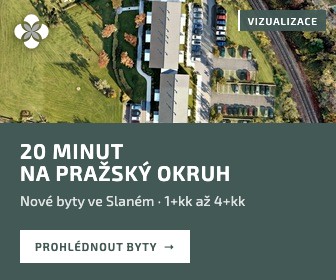 VIZUALIZACE
20 MINUT
NA PRAŽSKÝ OKRUH
Nové byty ve Slaném · 1+kk až 4+kk
PROHLÉDNOUT BYTY →